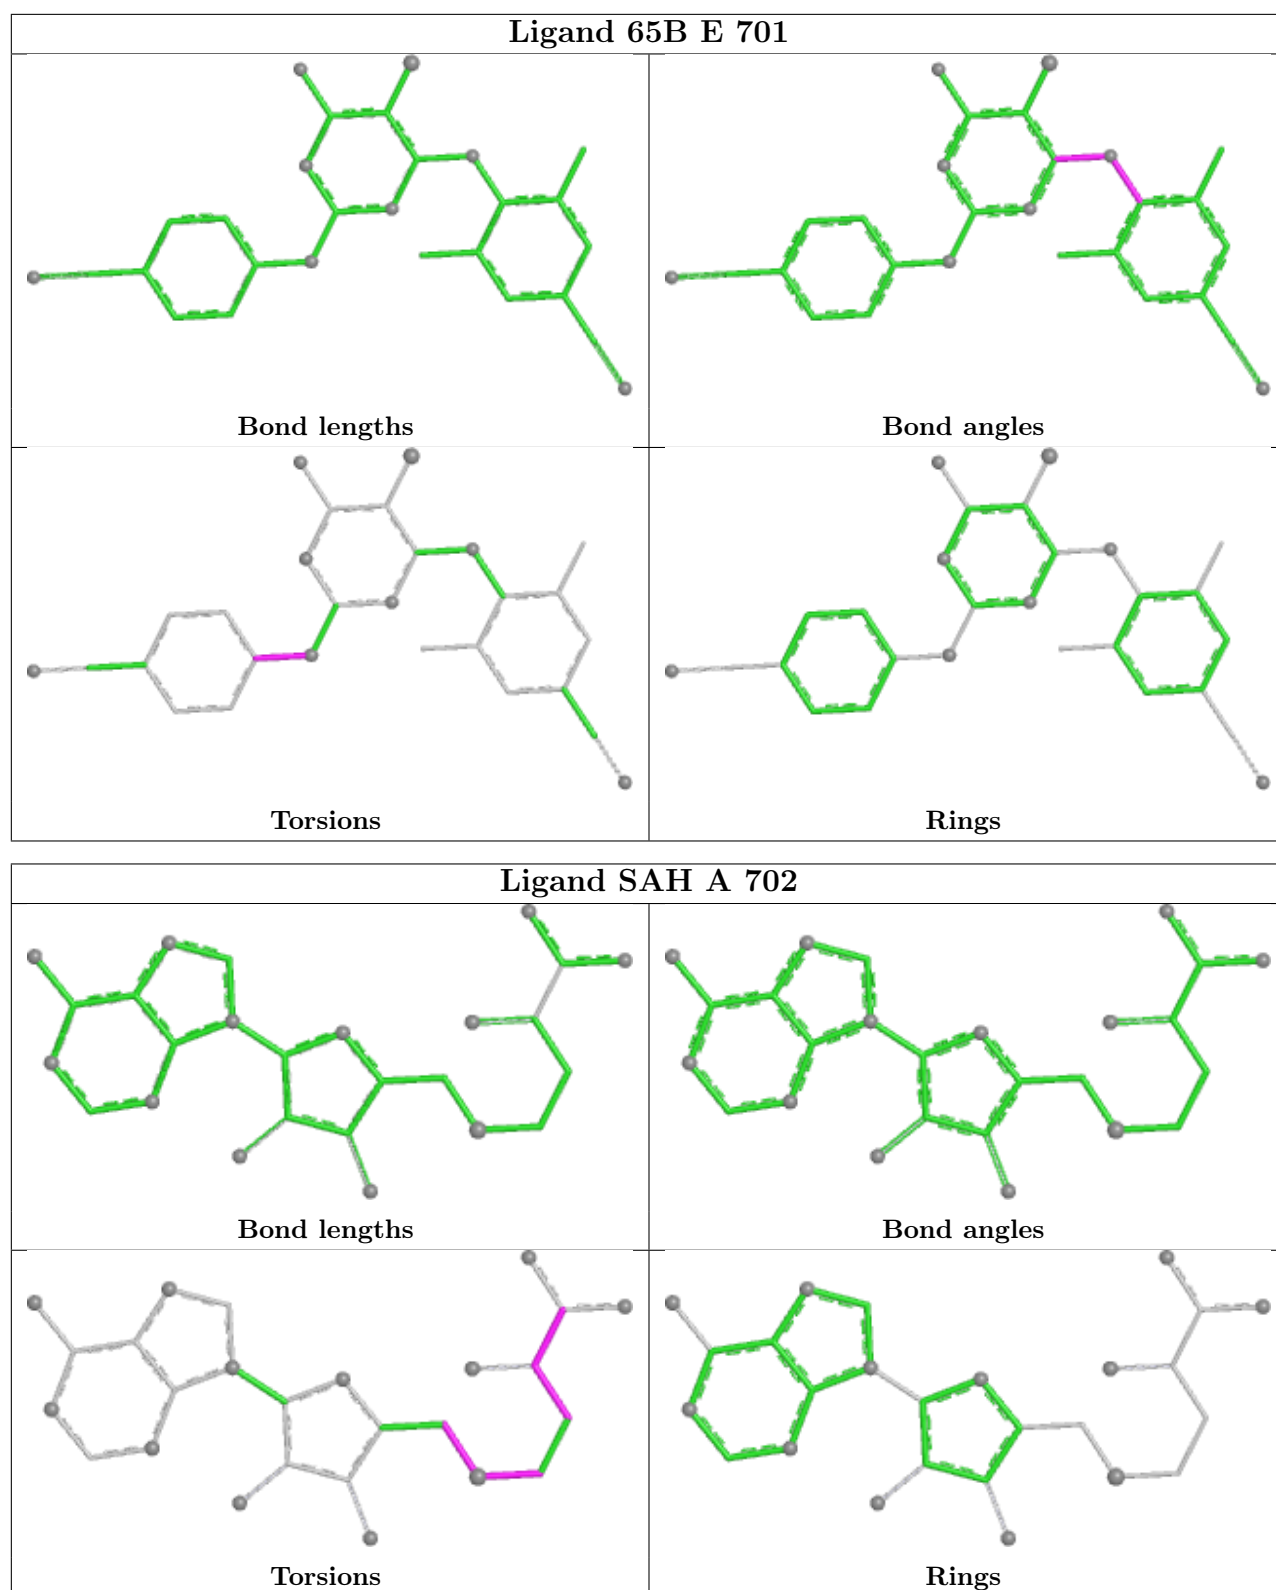 Ligand 65B E 701
Bond lengths
Bond angles
Torsions
Rings
Ligand SAH A 702
Bond lengths
Bond angles
Torsions
Rings